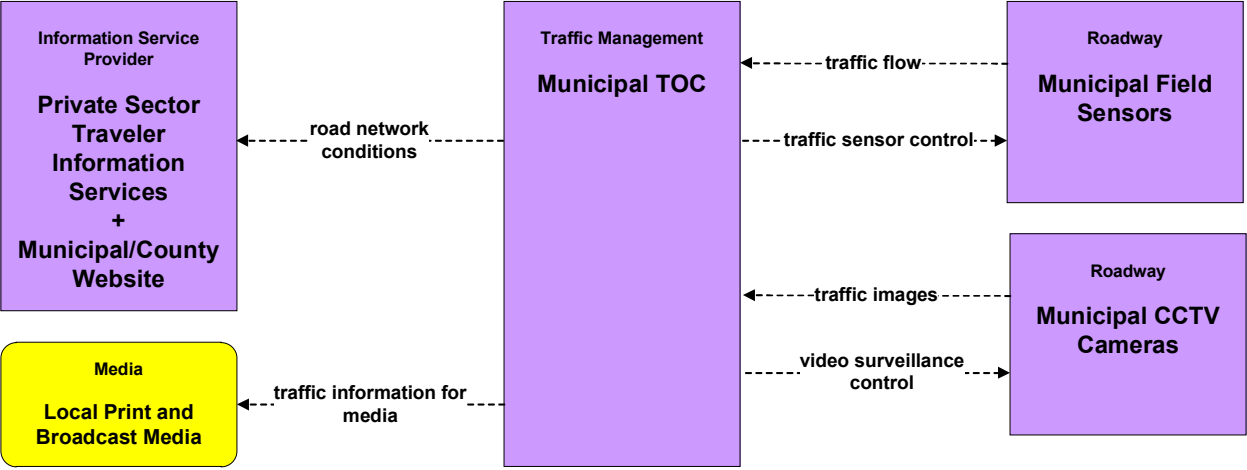 Information Service
Provider
Private Sector
Traveler
Information
Services
+
Municipal/County
Website
Media
Local Print and
Broadcast Media
road network
conditions
traffic information for
media
Traffic Management
Municipal TOC
traffic flow
traffic sensor control
traffic images
video surveillance
control
Roadway
Municipal Field
Sensors
Roadway
Municipal CCTV
Cameras